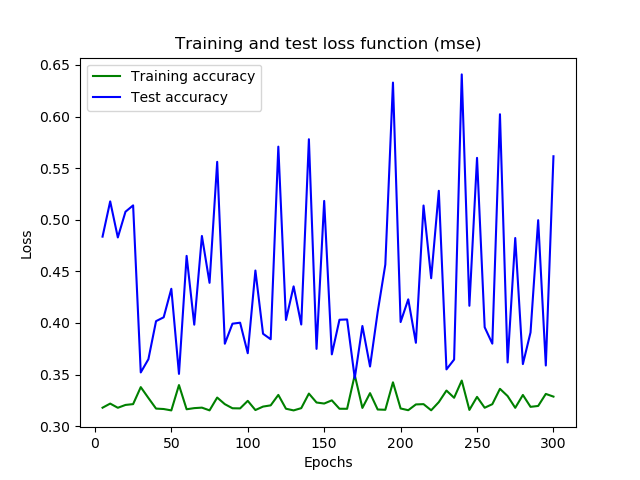 Training and test loss function (mse)
Training accuracy
Test accuracy
0.65
0.60
0.55
0.50
0.45
0.40
0.35
0.30
Loss
0 50 100 150 200 250 300
Epochs